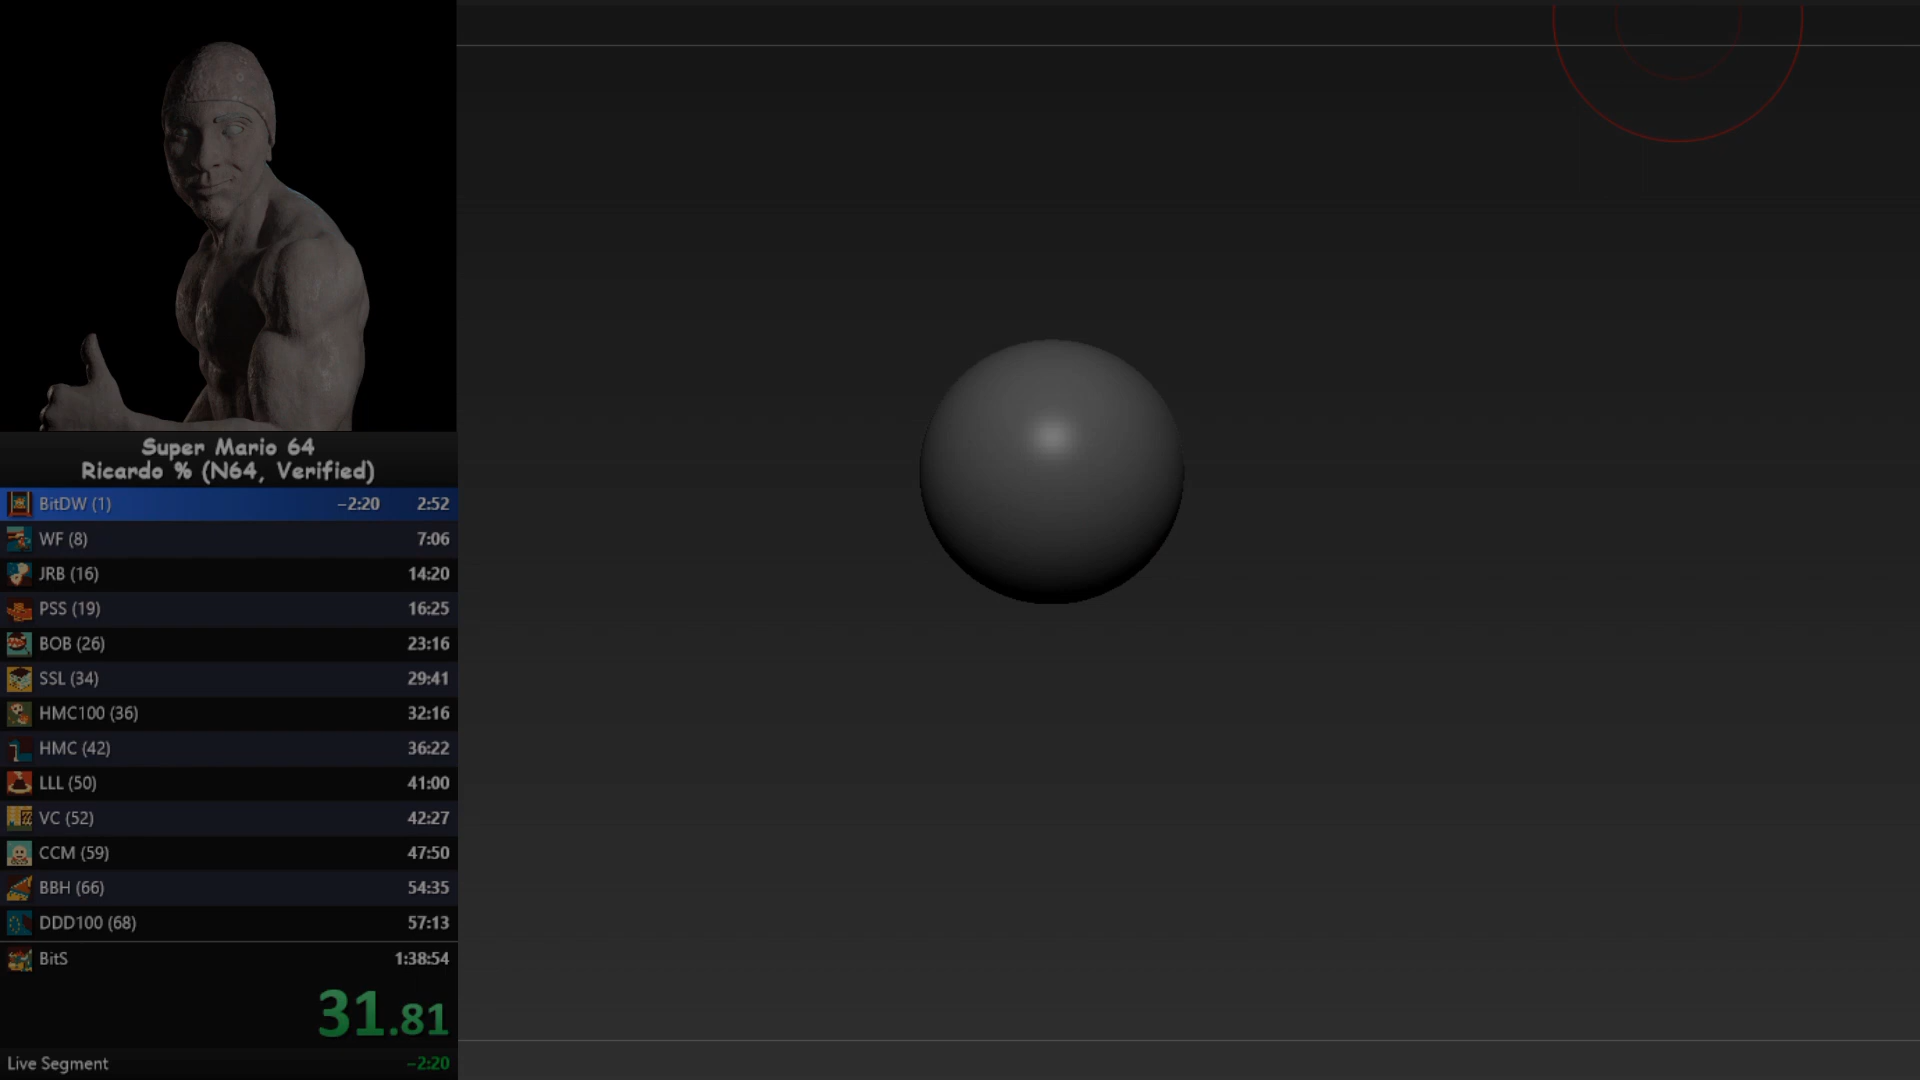 Super Mario 64
Ricardo % (N64, Verified)
BitDW (1) −2:20 2:52
WF (8) 7:06
JRB (16) 14:20
PSS (19) 16:25
BOB (26) 23:16
SSL (34) 29:41
HMC100 (36) 32:16
HMC (42) 36:22
LLL (50) 41:00
VC (52) 42:27
CCM (59) 47:50
BBH (66) 54:35
DDD100 (68) 57:13
BitS 1:38:54
31.81
Live Segment −2:20